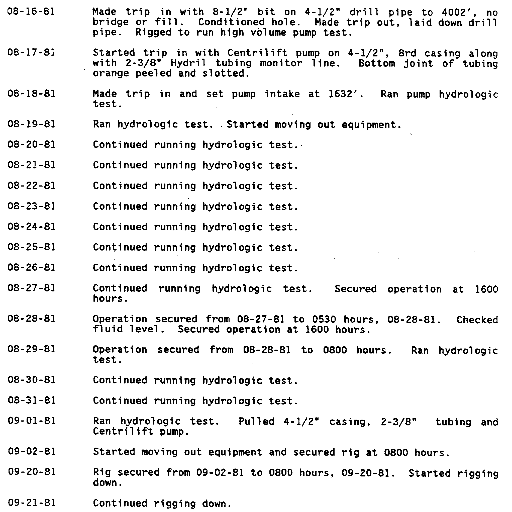 08-16-81 Made trip in with 8-1/2" bit on 4-1/2" drill pipe to 4002', no
bridge or fill. Conditioned hole. Made trip out, laid down drill
pipe. Rigged to run high volume pump test.
08-17-81 Started trip in with Centrilift pump on 4-1/2", 8rd casing along
with 2-3/8" Hydril tubing monitor line. Bottom joint of tubing
orange peeled and slotted.
08-18-81 Made trip in and set pump intake at 1632'. Ran pump hydrologic
test.
08-19-81 Ran hydrologic test. Started moving out equipment.
08-20-81 Continued running hydrologic test.
08-21-81 Continued running hydrologic test.
08-22-81 Continued running hydrologic test.
08-23-81 Continued running hydrologic test.
08-24-81 Continued running hydrologic test.
08-25-81 Continued running hydrologic test.
08-26-81 Continued running hydrologic test.
08-27-81 Continued running hydrologic test. Secured operation at 1600
hours.
08-28-81 Operation secured from 08-27-81 to 0530 hours, 08-28-81. Checked
fluid level. Secured operation at 1600 hours.
08-29-81 Operation secured from 08-28-81 to 0800 hours. Ran hydrologic
test.
08-30-81 Continued running hydrologic test.
08-31-81 Continued running hydrologic test.
09-01-81 Ran hydrologic test. Pulled 4-1/2" casing, 2-3/8" tubing and
Centrilift pump.
09-02-81 Started moving out equipment and secured rig at 0800 hours.
09-20-81 Rig secured from 09-02-81 to 0800 hours, 09-20-81. Started rigging
down.
09-21-81 Continued rigging down.